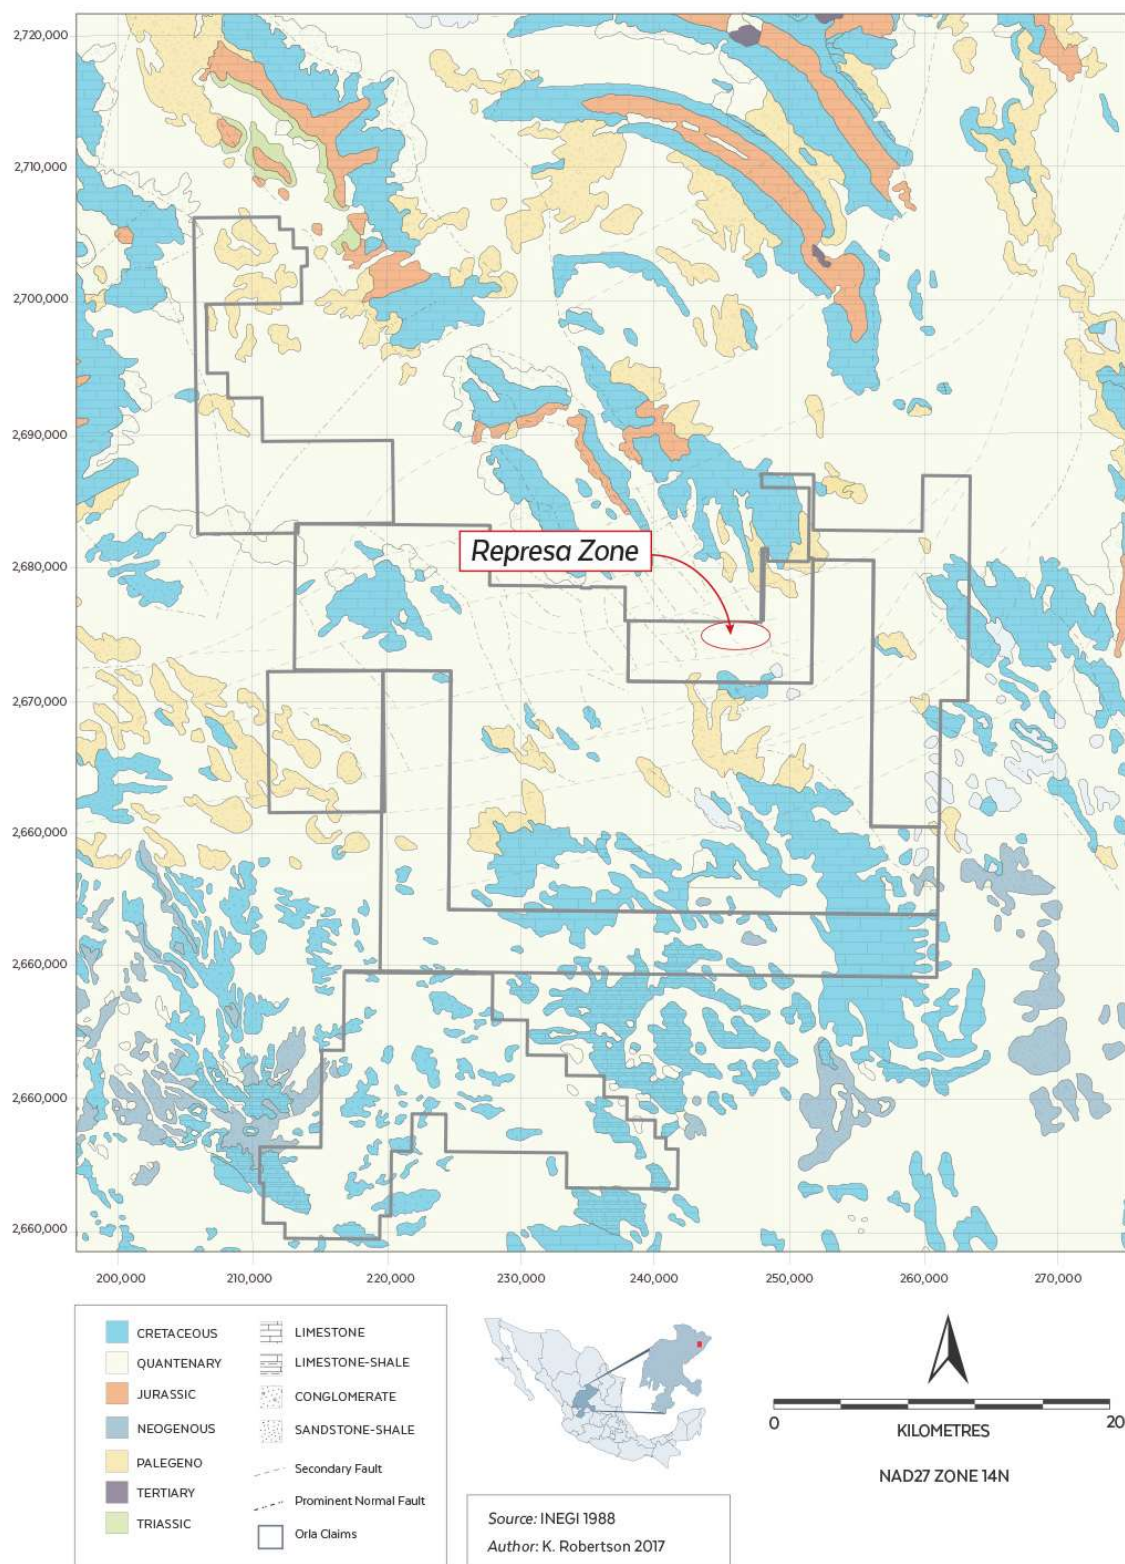 2,720,000
2,710,000
2,700,000
2,690,000
Represa Zone
2,680,000
2,670,000
2,660,000
2,660,000
2,660,000
2,660,000
200,000 210,000 220,000 230,000 240,000 250,000 260,000 270,000
CRETACEOUS
QUANTENARY
JURASSIC
NEOGENOUS
PALEGENO
TERTIARY
TRIASSIC
LIMESTONE
LIMESTONE-SHALE
CONGLOMERATE
SANDSTONE-SHALE
Secondary Fault
Prominent Normal Fault
Orla Claims
Source: INEGI 1988
Author: K. Robertson 2017
0 20
KILOMETRES
NAD27 ZONE 14N